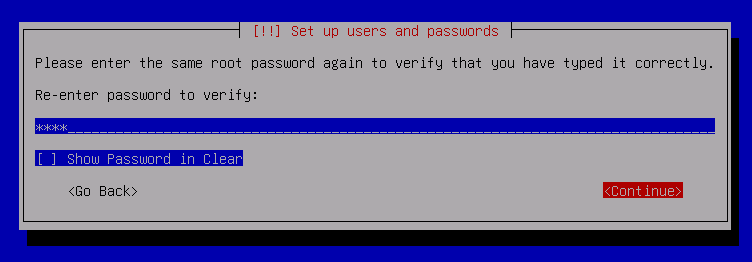 [!!] Set up users and passwords
Please enter the same root password again to verify that you have typed it correctly.
Re-enter password to verify:
****
[ ] Show Password in Clear
<Go Back> <Continue>